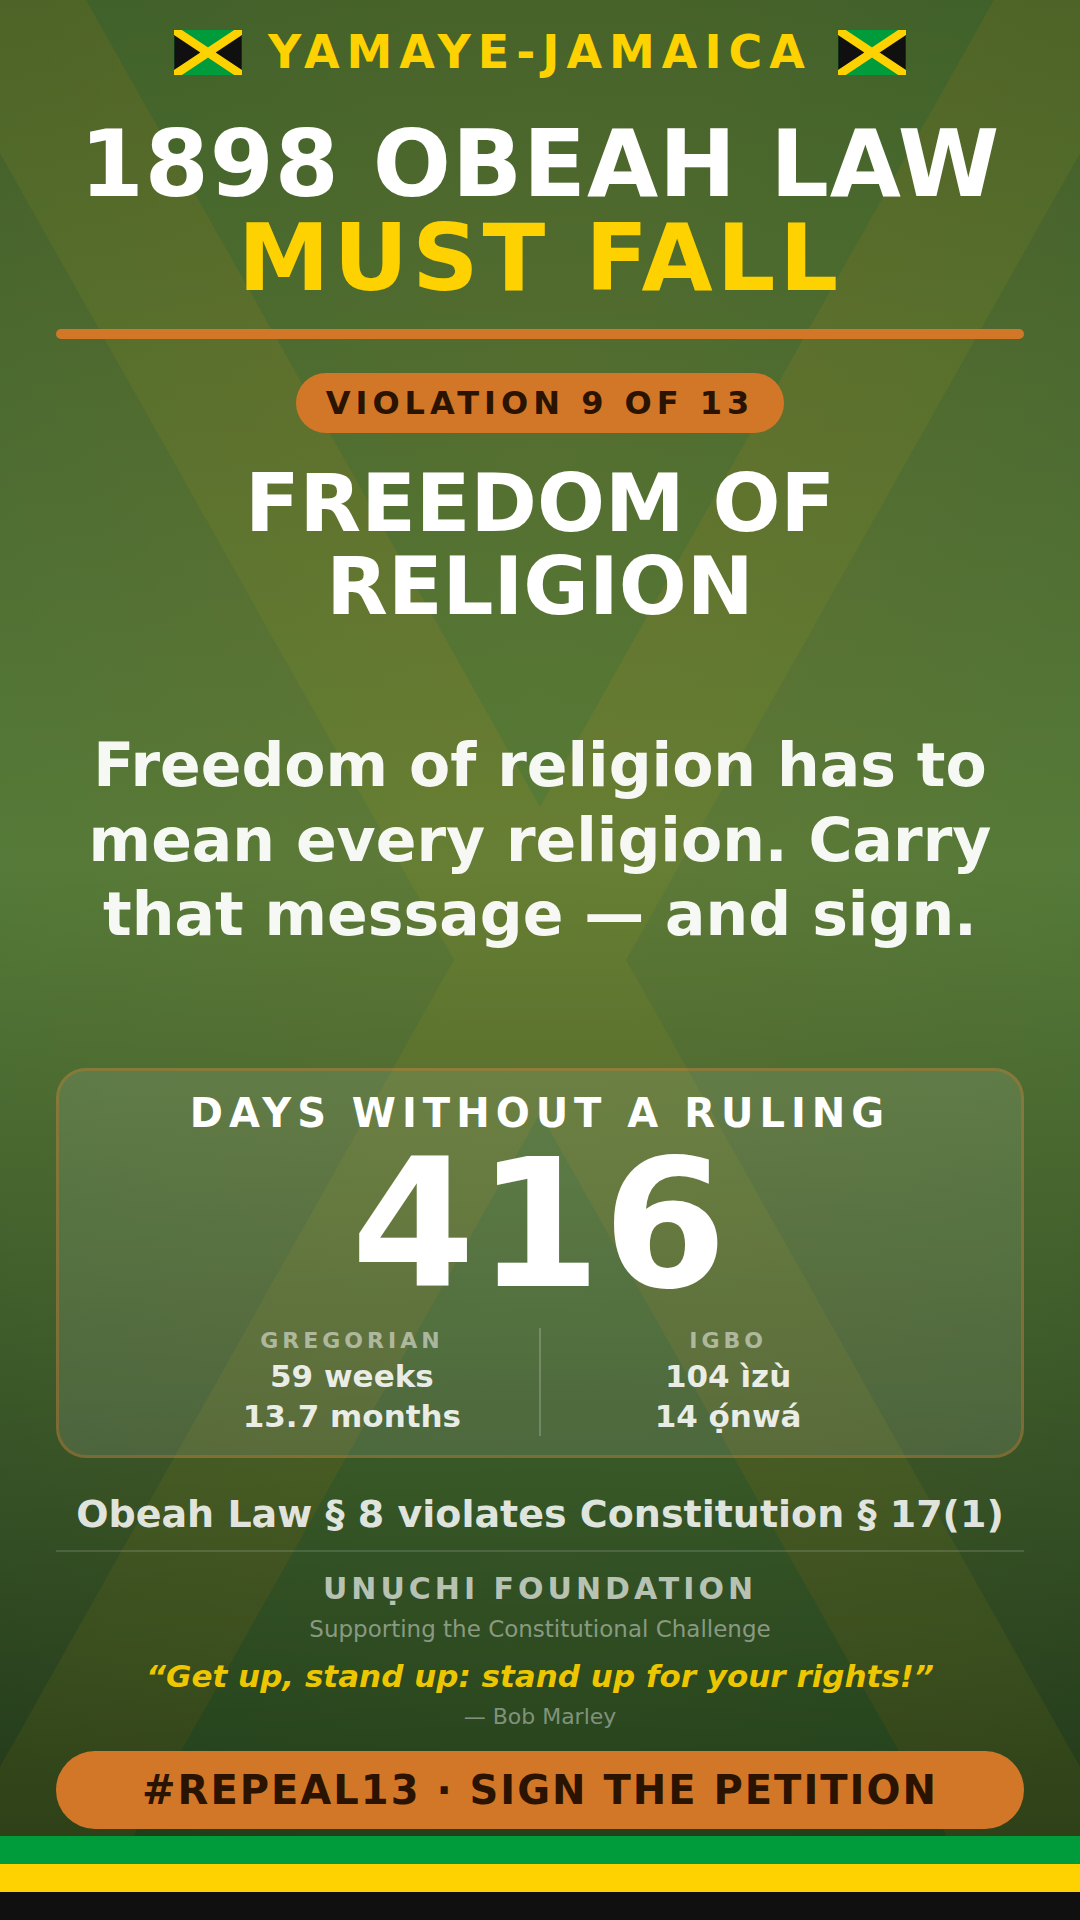 YAMAYE-JAMAICA
1898 OBEAH LAW
MUST FALL
VIOLATION 9 OF 13
FREEDOM OF
RELIGION
Freedom of religion has to
mean every religion. Carry
that message — and sign.
DAYS WITHOUT A RULING
416
GREGORIAN
59 weeks
13.7 months
IGBO
104 ìzù
14 ọ́nwá
Obeah Law § 8 violates Constitution § 17(1)
UNỤCHI FOUNDATION
Supporting the Constitutional Challenge
“Get up, stand up: stand up for your rights!”
— Bob Marley
#REPEAL13 · SIGN THE PETITION